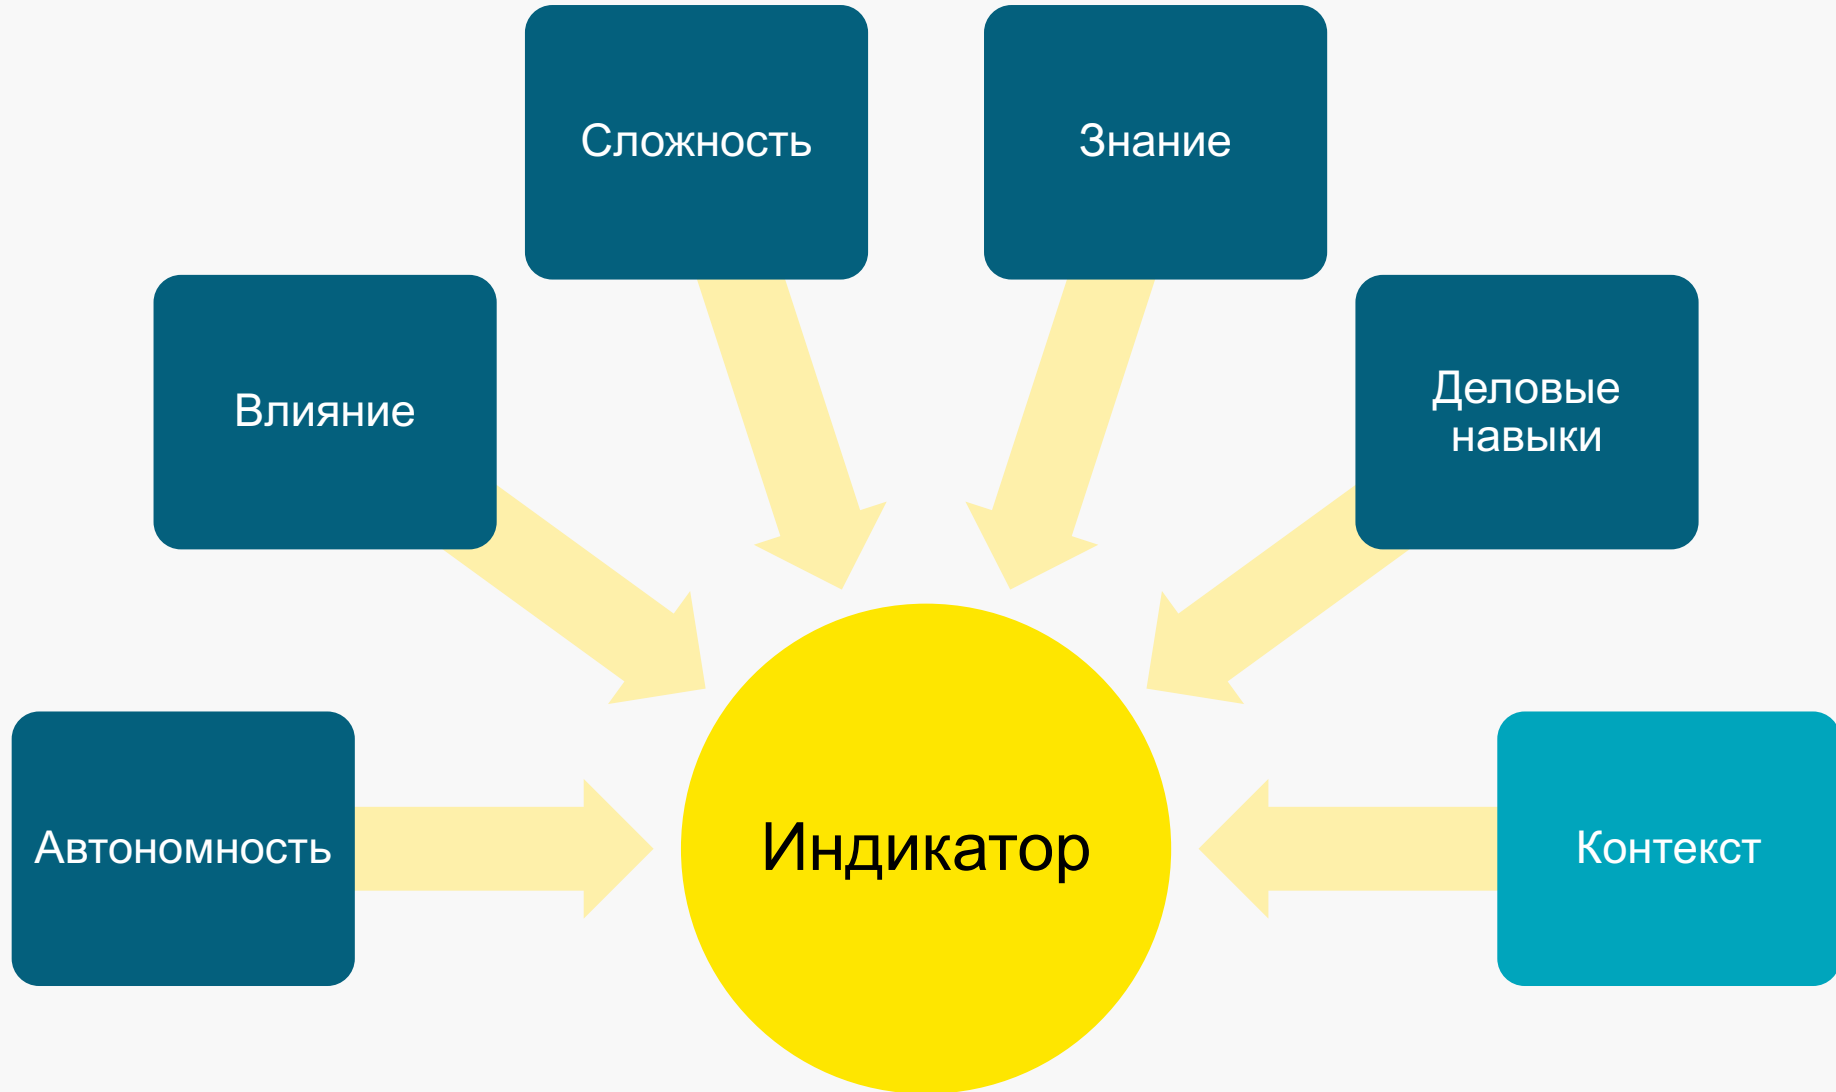 Сложность
Знание
Влияние
Деловые
навыки
Автономность
Индикатор
Контекст